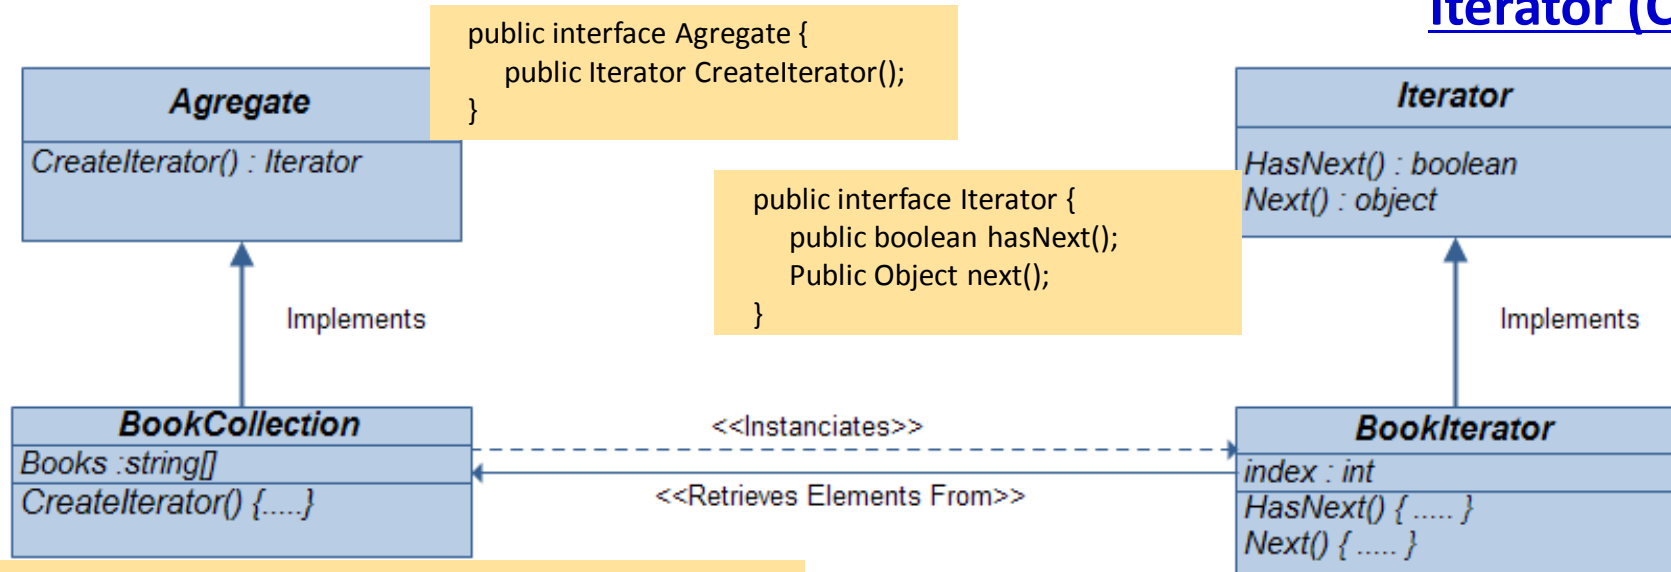 Iterator (C
public interface Agregate {
public Iterator CreateIterator();
}
Agregate
CreateIterator() : Iterator
Iterator
HasNext() : boolean
Next() : object
public interface Iterator {
public boolean hasNext();
Public Object next();
}
Implements
Implements
BookCollection
Books :string[]
CreateIterator() {.....}
<<Instanciates>>
<<Retrieves Elements From>>
BookIterator
index : int
HasNext() { ..... }
Next() { ..... }